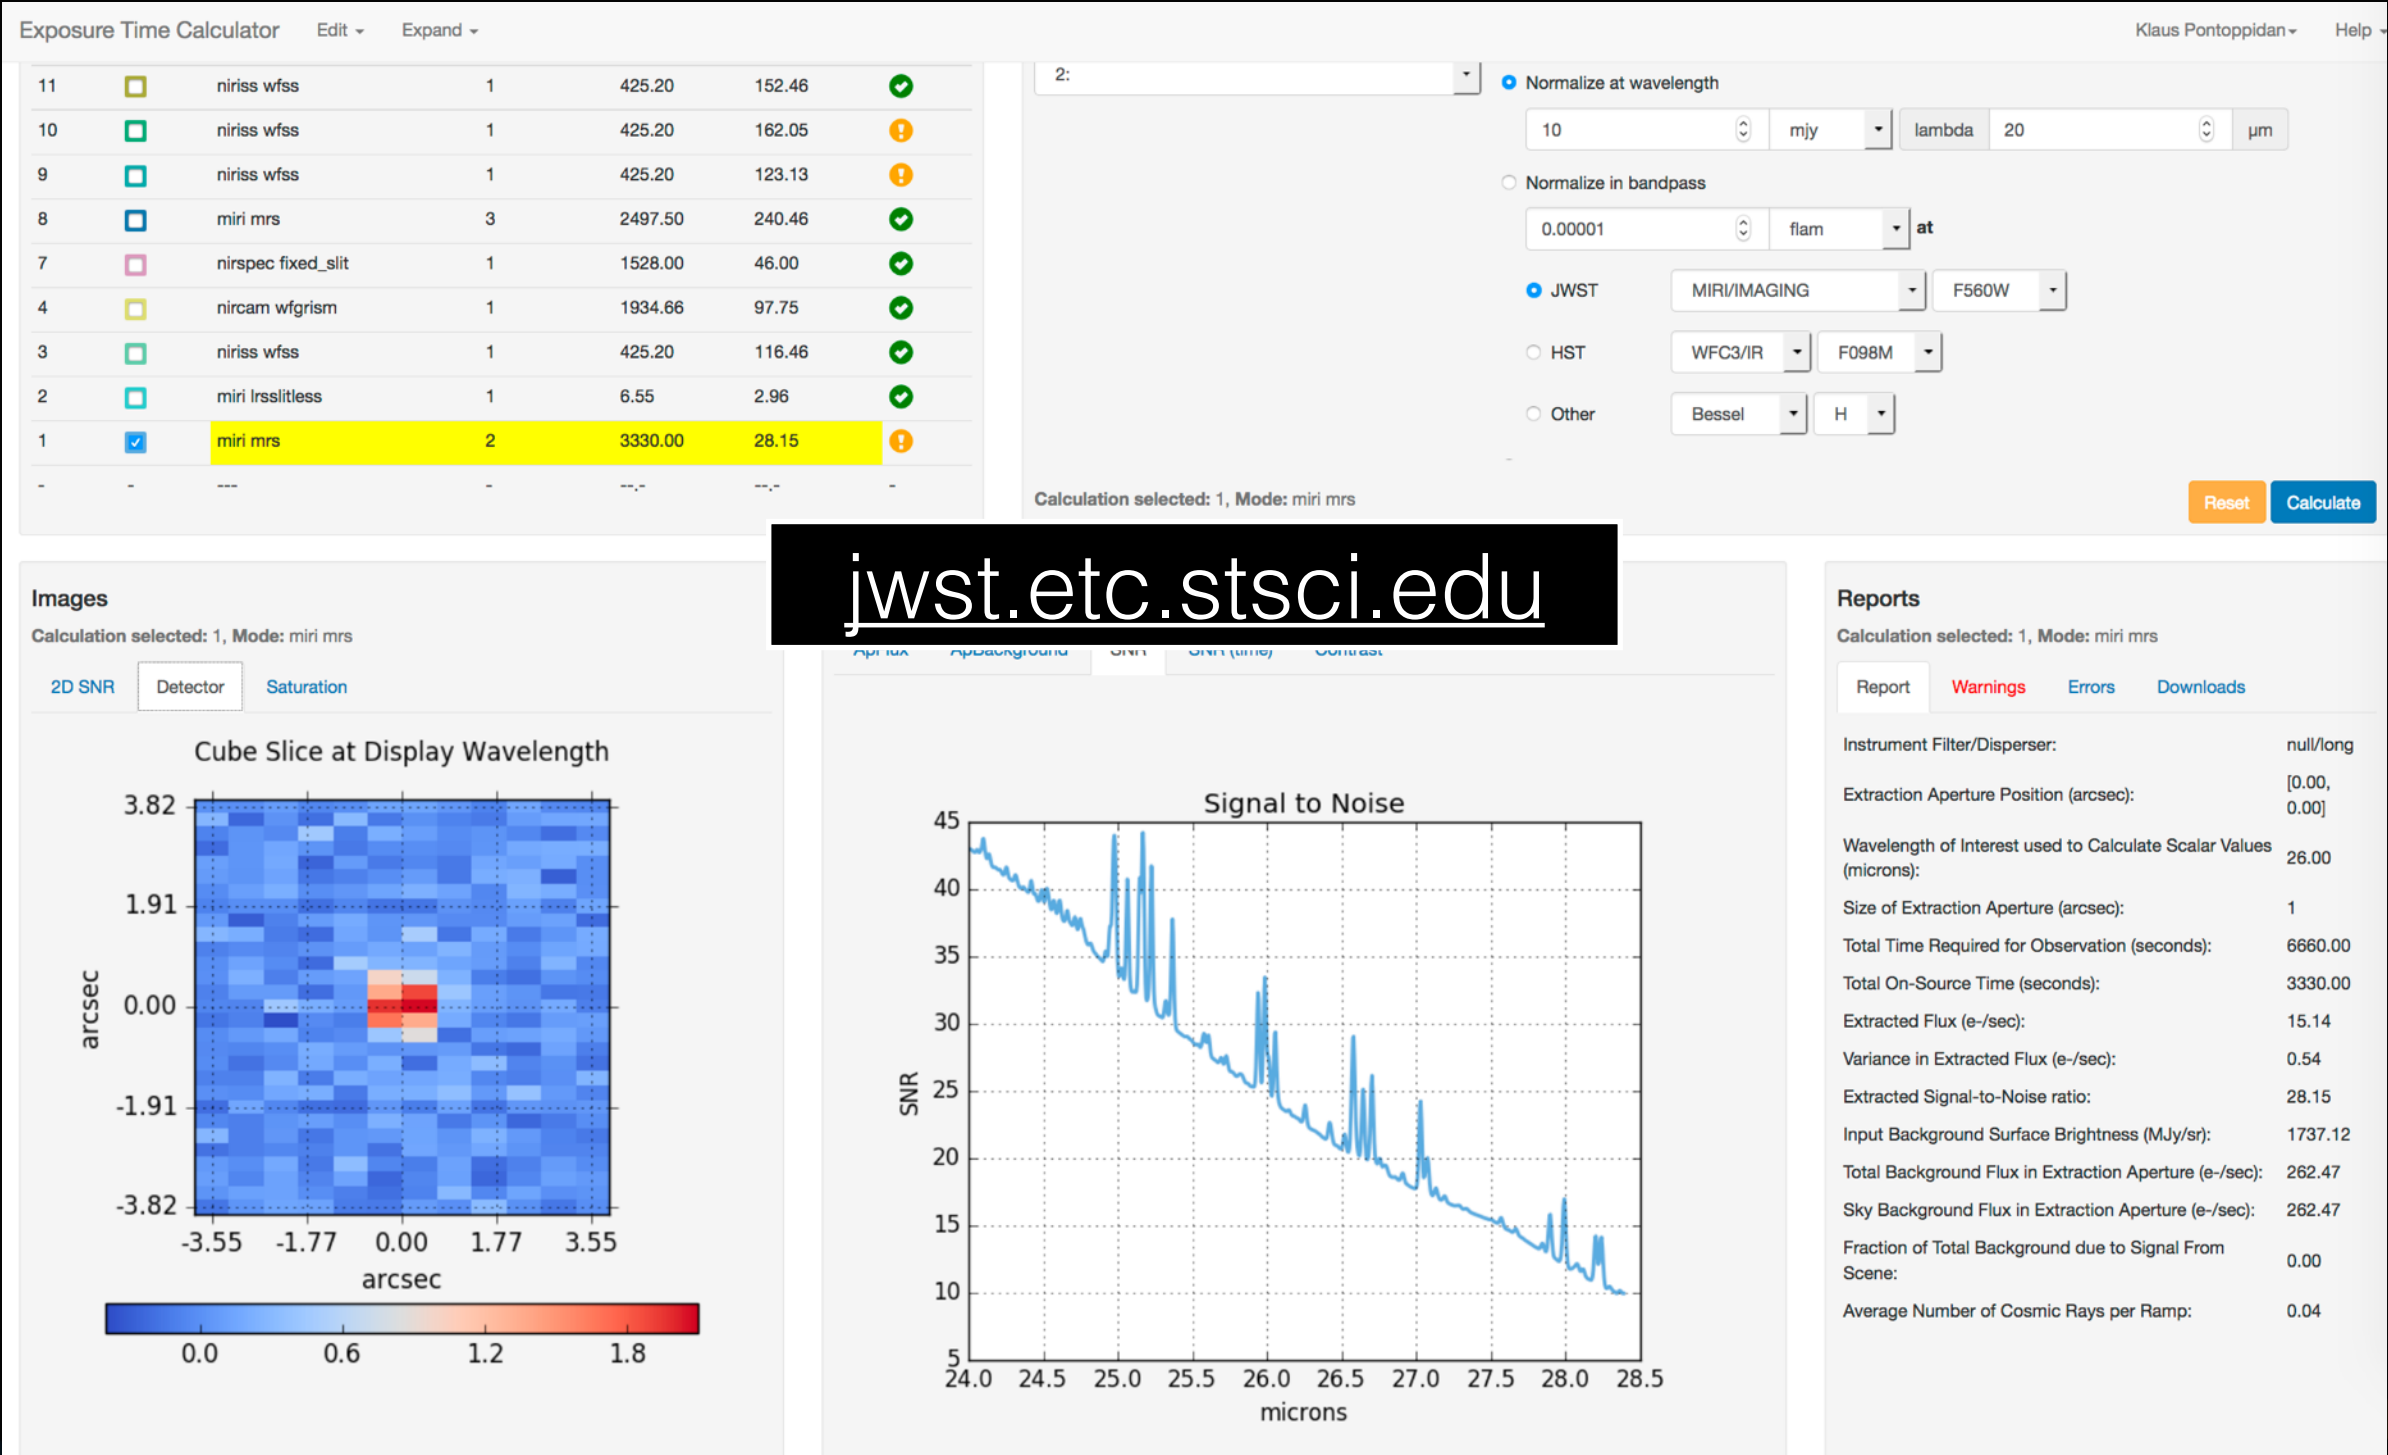 Exposure Time Calculator Edit Expand Klaus Pontoppidan Help
11 niriss wfss 1 425.20 152.46
10 niriss wfss 1 425.20 162.05
9 niriss wfss 1 425.20 123.13
8 miri mrs 3 2497.50 240.46
7 nirspec fixed_slit 1 1528.00 46.00
4 nircam wfgrism 1 1934.66 97.75
3 niriss wfss 1 425.20 116.46
2 miri lrsslitless 1 6.55 2.96
1 miri mrs 2 3330.00 28.15
- - --- - --.- --.- -
2:
Normalize at wavelength
10 mjy lambda 20 µm
Normalize in bandpass
0.00001 flam at
JWST MIRI/IMAGING F560W
HST WFC3/IR F098M
Other Bessel H
Calculation selected: 1, Mode: miri mrs
Reset Calculate
jwst.etc.stsci.edu
Images
Calculation selected: 1, Mode: miri mrs
2D SNR Detector Saturation
Cube Slice at Display Wavelength
3.82
1.91
0.00
-1.91
-3.82
arcsec
-3.55 -1.77 0.00 1.77 3.55
arcsec
0.0 0.6 1.2 1.8
ApFlux ApBackground SNR SNR (time) Contrast
Signal to Noise
45
40
35
30
25
20
15
10
5
SNR
24.0 24.5 25.0 25.5 26.0 26.5 27.0 27.5 28.0 28.5
microns
Reports
Calculation selected: 1, Mode: miri mrs
Report Warnings Errors Downloads
Instrument Filter/Disperser: null/long
Extraction Aperture Position (arcsec): [0.00,
0.00]
Wavelength of Interest used to Calculate Scalar Values
(microns): 26.00
Size of Extraction Aperture (arcsec): 1
Total Time Required for Observation (seconds): 6660.00
Total On-Source Time (seconds): 3330.00
Extracted Flux (e-/sec): 15.14
Variance in Extracted Flux (e-/sec): 0.54
Extracted Signal-to-Noise ratio: 28.15
Input Background Surface Brightness (MJy/sr): 1737.12
Total Background Flux in Extraction Aperture (e-/sec): 262.47
Sky Background Flux in Extraction Aperture (e-/sec): 262.47
Fraction of Total Background due to Signal From
Scene: 0.00
Average Number of Cosmic Rays per Ramp: 0.04